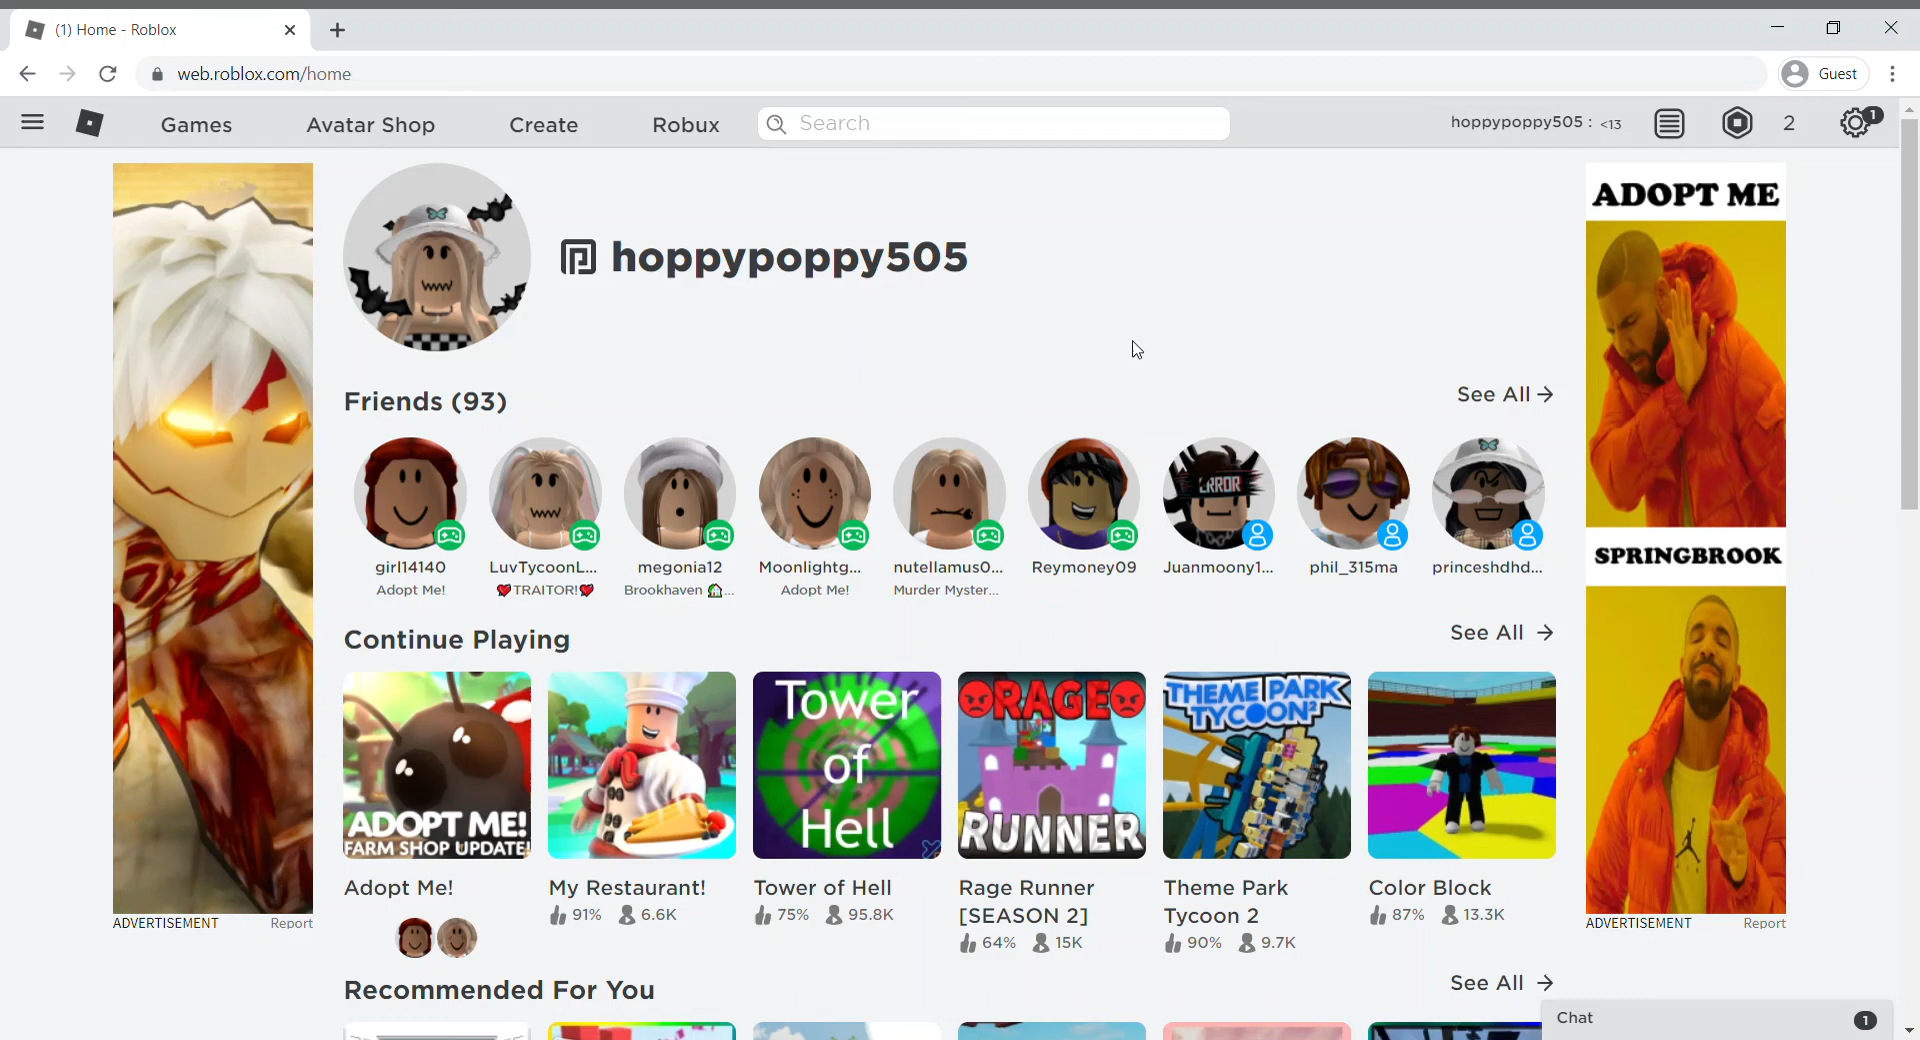 (1) Home - Roblox
web.roblox.com/home
Guest
Games
Avatar Shop
Create
Robux
Search
hoppypoppy505 : <13
2
1
hoppypoppy505
Friends (93)
See All
ERROR
girl14140
LuvTycoonL...
megonia12
Moonlightg...
nutellamus0...
Reymoney09
Juanmoony1...
phil_315ma
princeshdhd...
Adopt Me!
❤TRAITOR!❤
Brookhaven 🏡...
Adopt Me!
Murder Myster...
Continue Playing
See All
ADOPT ME!
FARM SHOP UPDATE!
Tower
of
Hell
RAGE
RUNNER
THEME PARK
TYCOON 2
Adopt Me!
My Restaurant!
91% 6.6K
Tower of Hell
75% 95.8K
Rage Runner
[SEASON 2]
64% 15K
Theme Park
Tycoon 2
90% 9.7K
Color Block
87% 13.3K
Recommended For You
See All
ADVERTISEMENT
Report
ADOPT ME
SPRINGBROOK
ADVERTISEMENT
Report
Chat
1